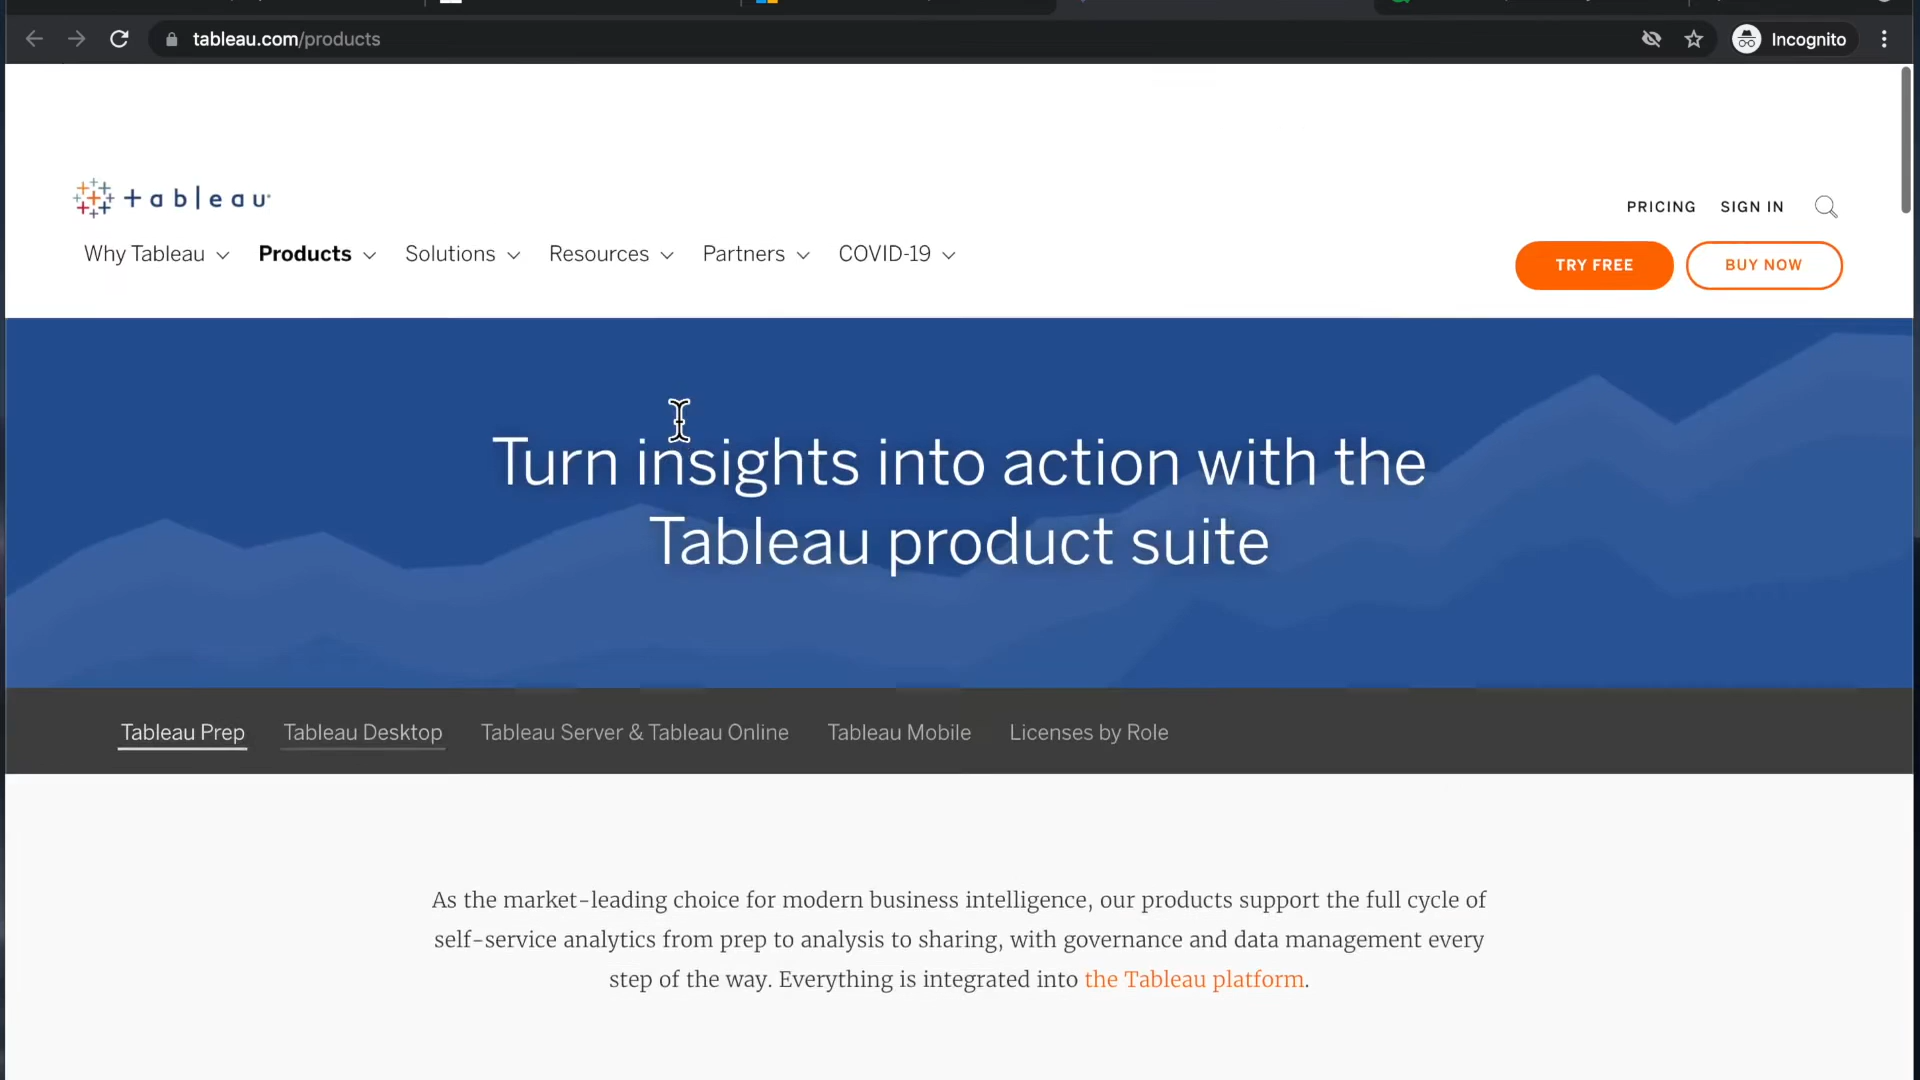 tableau.com/products
Incognito
+ableau
PRICING SIGN IN
Why Tableau Products Solutions Resources Partners COVID-19
TRY FREE BUY NOW
Turn insights into action with the
Tableau product suite
Tableau Prep Tableau Desktop Tableau Server & Tableau Online Tableau Mobile Licenses by Role
As the market-leading choice for modern business intelligence, our products support the full cycle of
self-service analytics from prep to analysis to sharing, with governance and data management every
step of the way. Everything is integrated into the Tableau platform.